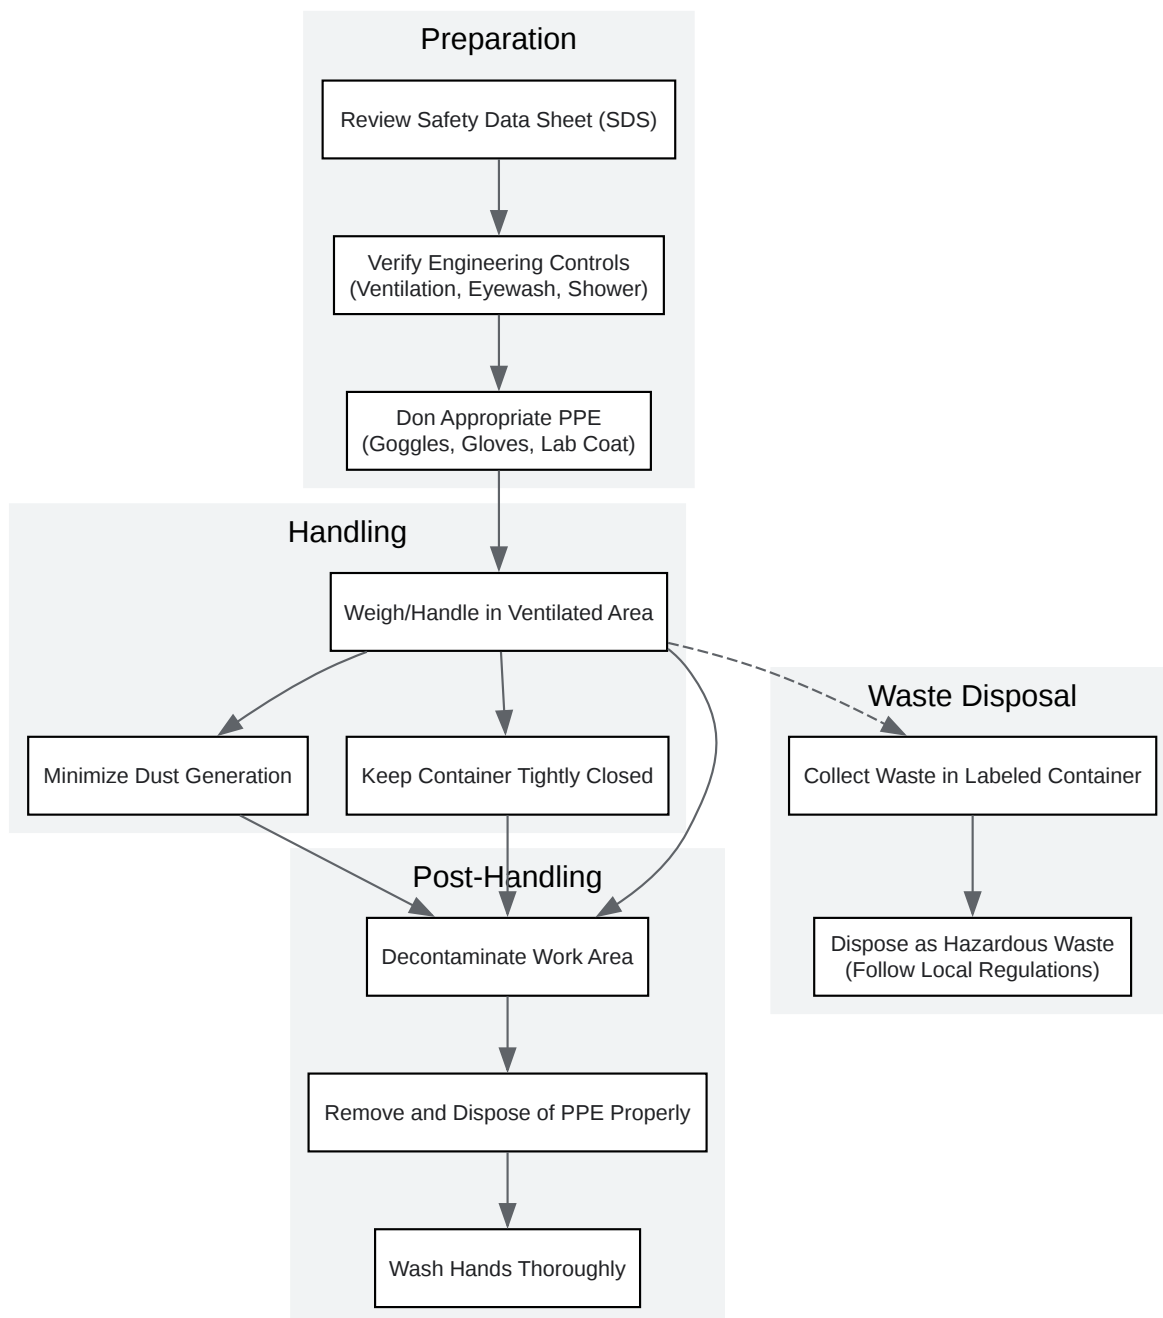 Preparation
Review Safety Data Sheet (SDS)
Verify Engineering Controls
(Ventilation, Eyewash, Shower)
Don Appropriate PPE
(Goggles, Gloves, Lab Coat)
Handling
Weigh/Handle in Ventilated Area
Minimize Dust Generation
Keep Container Tightly Closed
Waste Disposal
Collect Waste in Labeled Container
Dispose as Hazardous Waste
(Follow Local Regulations)
Post-Handling
Decontaminate Work Area
Remove and Dispose of PPE Properly
Wash Hands Thoroughly